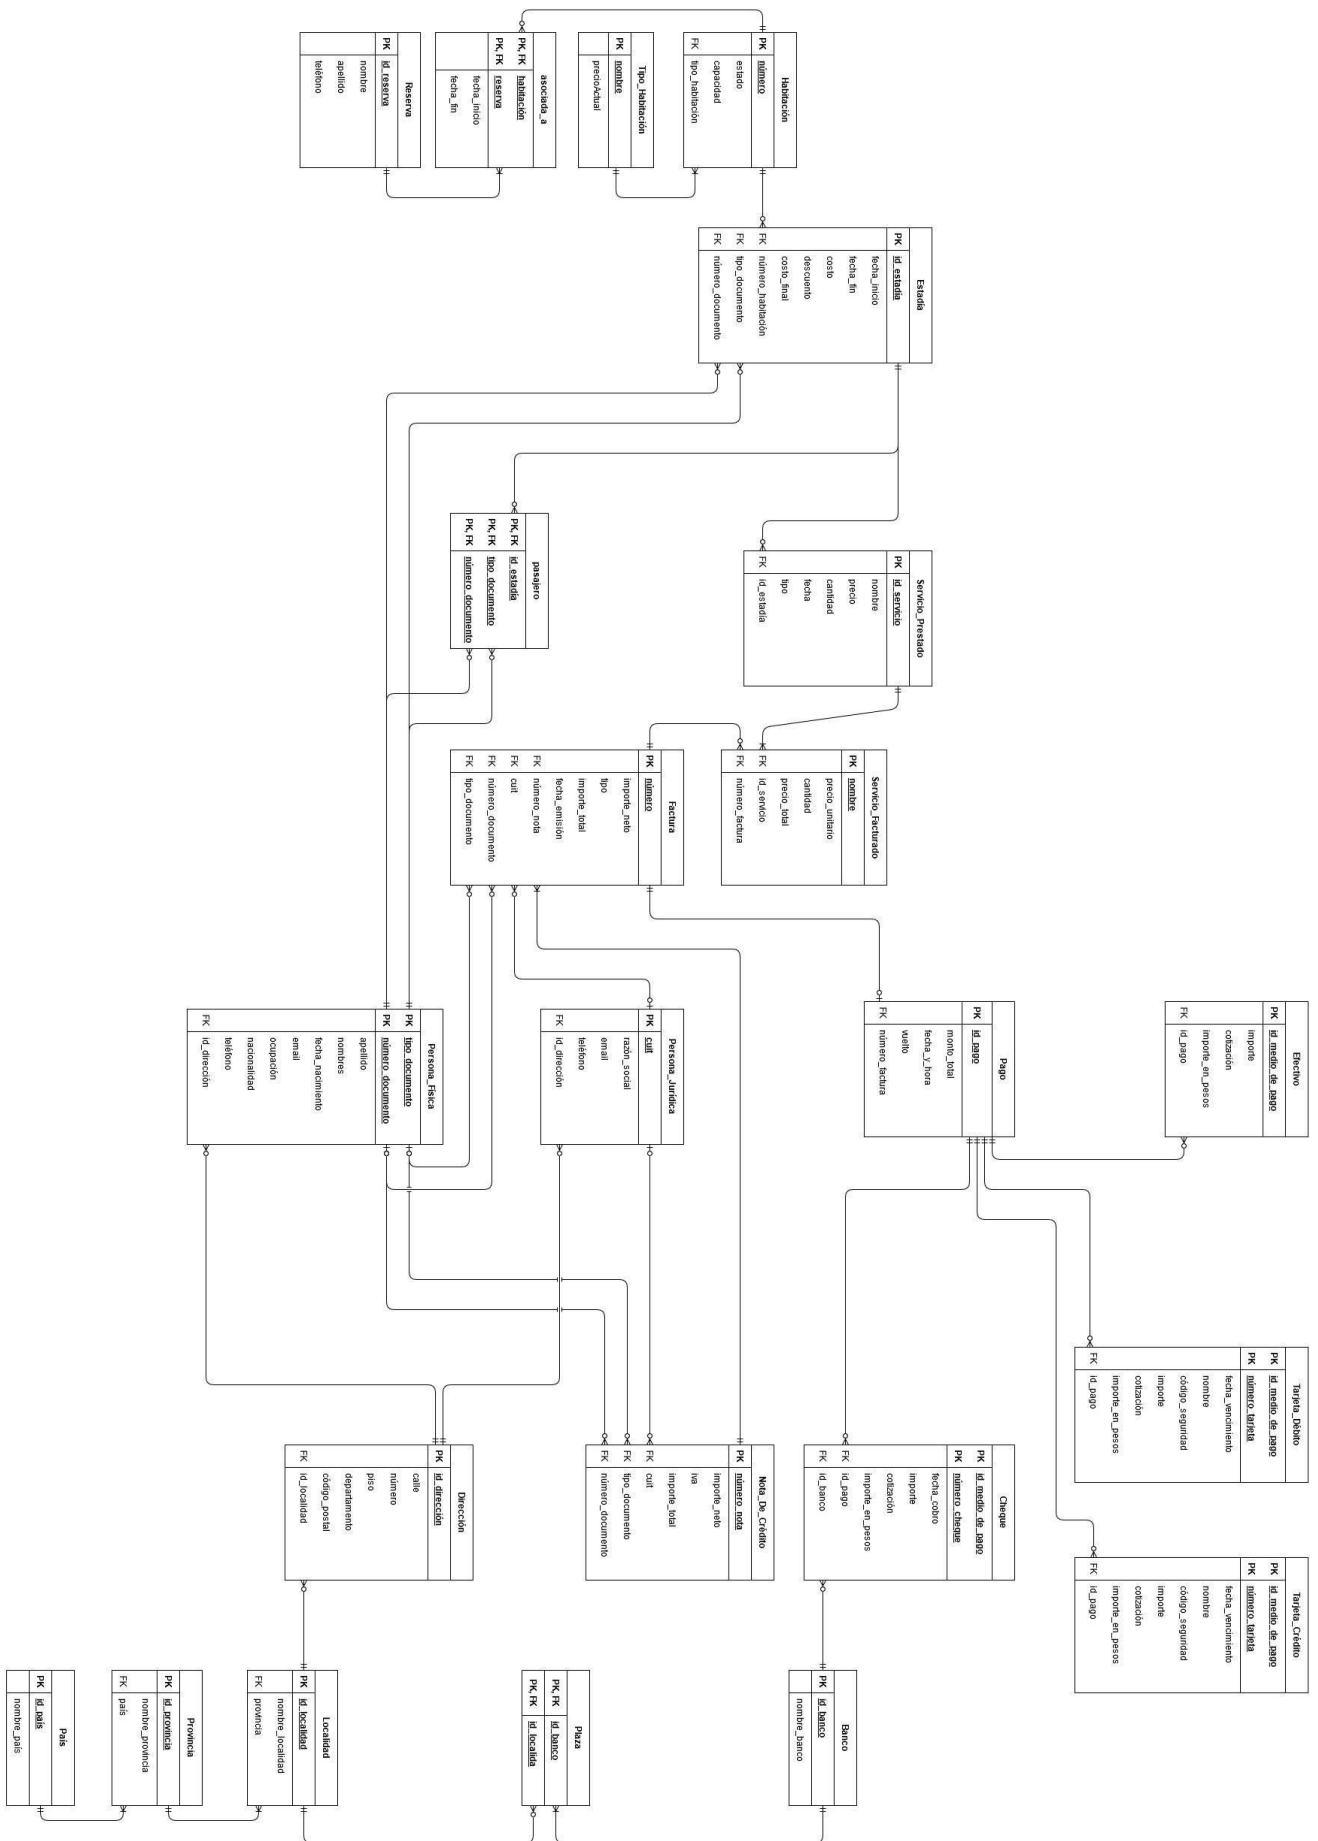 Habitación
PK número
estado
capacidad
FK tipo_habitación
Tipo_Habitación
PK nombre
precioActual
asociada_a
PK, FK habitación
PK, FK reserva
fecha_inicio
fecha_fin
Reserva
PK id_reserva
nombre
apellido
teléfono
Estadía
PK id_estadía
fecha_inicio
fecha_fin
costo
descuento
costo_final
FK número_habitación
FK tipo_documento
FK número_documento
pasajero
PK, FK id_estadía
PK, FK tipo_documento
PK, FK número_documento
Servicio_Prestado
PK id_servicio
nombre
precio
cantidad
fecha
tipo
FK id_estadía
Servicio_Facturado
PK nombre
precio_unitario
cantidad
precio_total
FK id_servicio
FK número_factura
Factura
PK número
importe_neto
tipo
importe_total
fecha_emisión
FK número_nota
FK cuit
FK número_documento
FK tipo_documento
Efectivo
PK id_medio_de_pago
importe
cotización
importe_en_pesos
FK id_pago
Pago
PK id_pago
monto_total
fecha_y_hora
vuelto
FK número_factura
Persona_Jurídica
PK cuit
razón_social
email
teléfono
FK id_dirección
Persona_Física
PK tipo_documento
PK número_documento
apellido
nombres
fecha_nacimiento
email
ocupación
nacionalidad
teléfono
FK id_dirección
Tarjeta_Débito
PK id_medio_de_pago
PK número_tarjeta
fecha_vencimiento
nombre
código_seguridad
importe
cotización
importe_en_pesos
FK id_pago
Tarjeta_Crédito
PK id_medio_de_pago
PK número_tarjeta
fecha_vencimiento
nombre
código_seguridad
importe
cotización
importe_en_pesos
FK id_pago
Cheque
PK id_medio_de_pago
PK número_cheque
fecha_cobro
importe
cotización
importe_en_pesos
FK id_pago
FK id_banco
Nota_De_Crédito
PK número_nota
importe_neto
iva
importe_total
FK cuit
FK tipo_documento
FK número_documento
Dirección
PK id_dirección
calle
número
piso
departamento
código_postal
FK id_localidad
Banco
PK id_banco
nombre_banco
Plaza
PK, FK id_banco
PK, FK id_localida
Localidad
PK id_localidad
nombre_localidad
FK provincia
Provincia
PK id_provincia
nombre_provincia
FK país
País
PK id_país
nombre_país